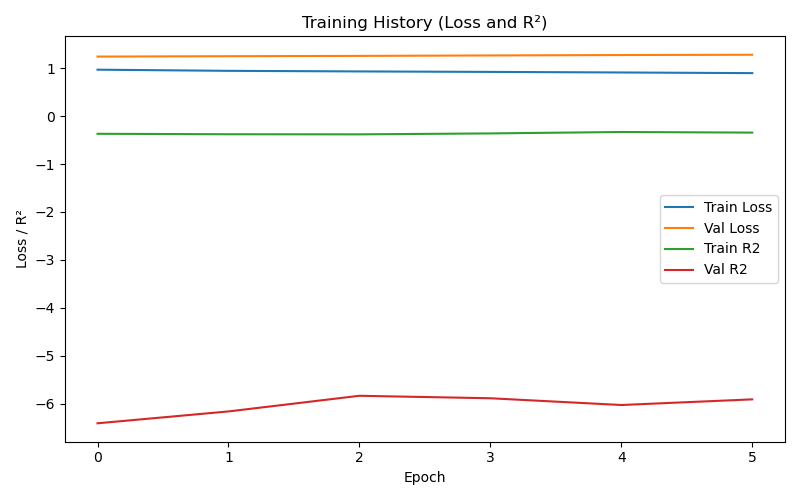 Training History (Loss and R²)
Loss / R²
1
0
−1
−2
−3
−4
−5
−6
Train Loss
Val Loss
Train R2
Val R2
0 1 2 3 4 5
Epoch